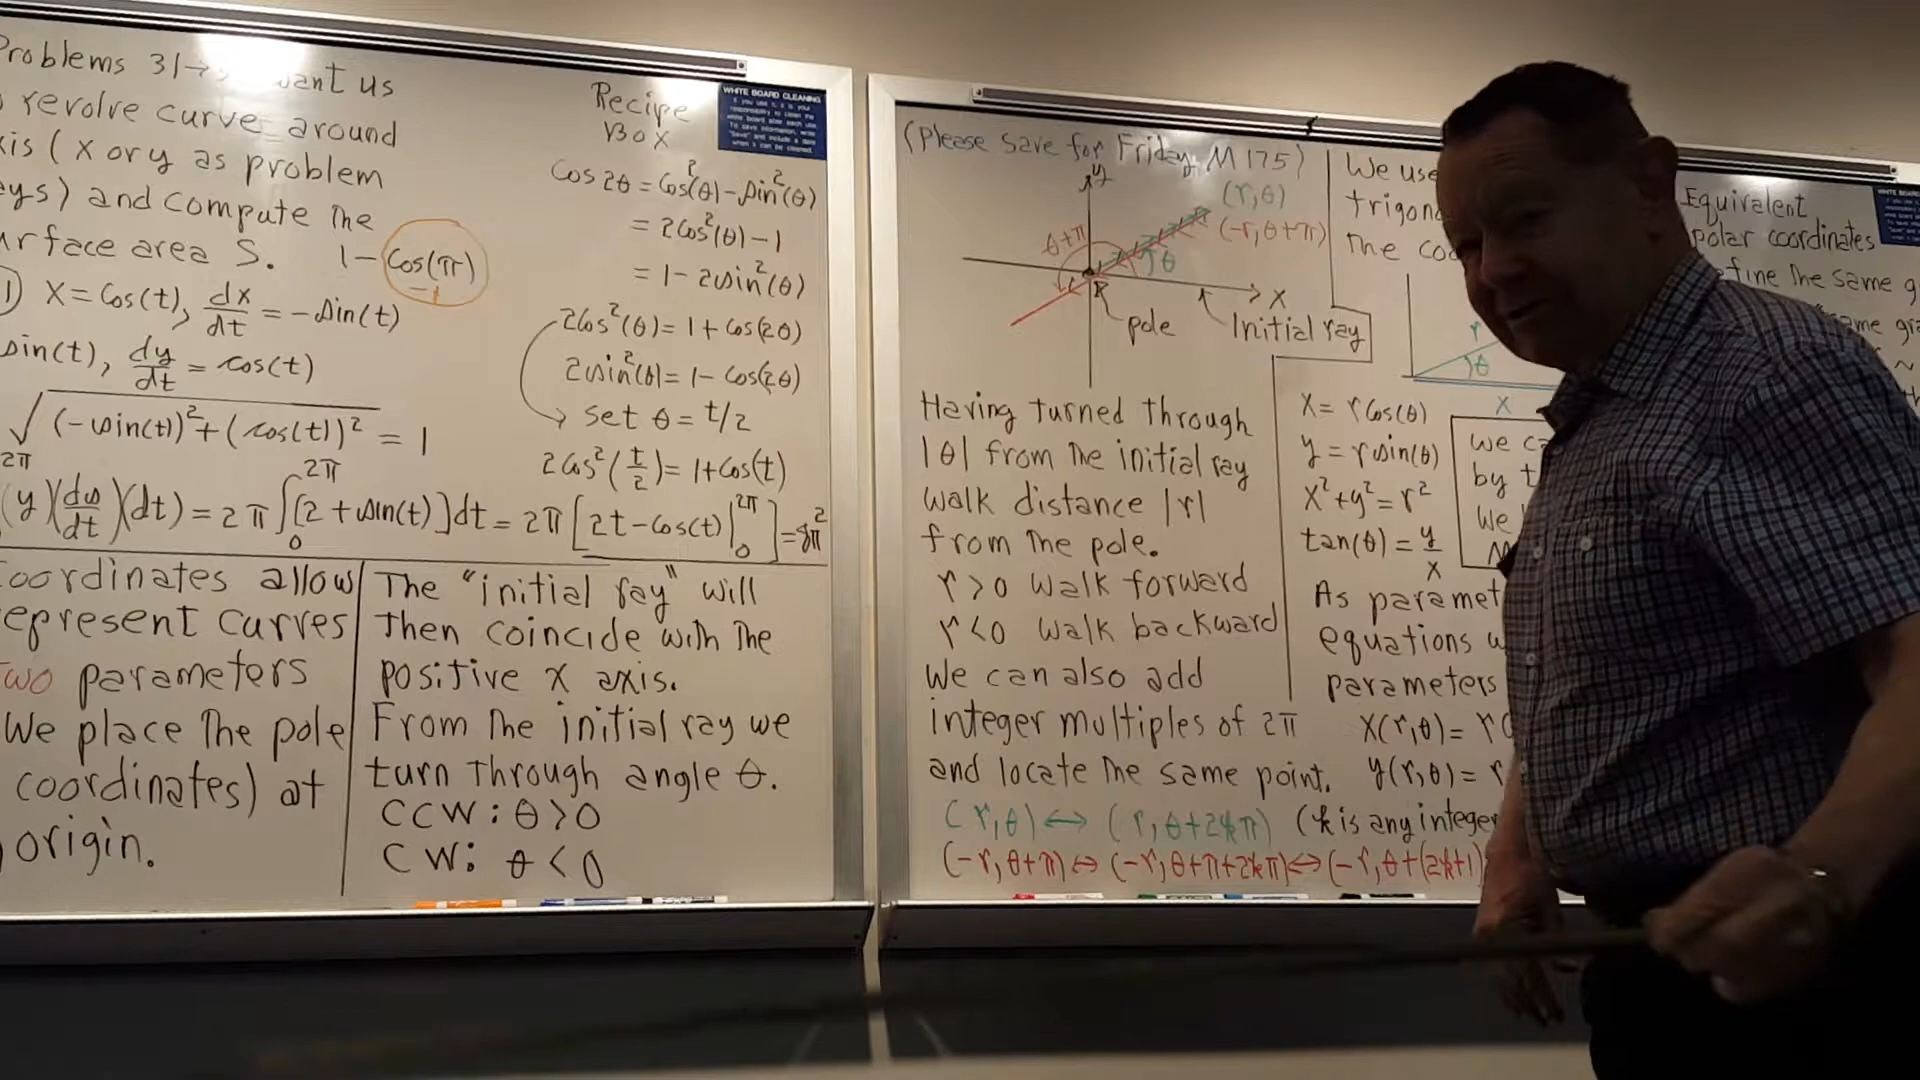 Problems 31→ want us
revolve curve around
xis (x or y as problem
ays) and compute the
urface area S.
1 - cos(π)
-1
1) x = cos(t), dx/dt = -sin(t)
sin(t), dy/dt = cos(t)
√((-sin(t))² + (cos(t))²) = 1
2π
(y)(ds/dt)(dt) = 2π ∫₀^2π [2 + sin(t)] dt = 2π [2t - cos(t)|₀^2π] = 8π²
Recipe
Box
cos 2θ = cos²(θ) - sin²(θ)
= 2cos²(θ) - 1
= 1 - 2sin²(θ)
2cos²(θ) = 1 + cos(2θ)
2sin²(θ) = 1 - cos(2θ)
set θ = t/2
2cos²(t/2) = 1 + cos(t)
WHITE BOARD CLEANING
coordinates allow
epresent curves
two parameters
We place the pole
coordinates) at
origin.
The "initial ray" will
then coincide with the
positive x axis.
From the initial ray we
turn through angle θ.
CCW: θ > 0
CW: θ < 0
(Please save for Friday, M175)
y
(r, θ)
(-r, θ+π)
θ+π
θ
x
pole
Initial ray
Having turned through
|θ| from the initial ray
walk distance |r|
from the pole.
r > 0 walk forward
r < 0 walk backward
We can also add
integer multiples of 2π
and locate the same point.
(r, θ) ↔ (r, θ+2kπ) (k is any integer
(-r, θ+π) ↔ (-r, θ+π+2kπ) ↔ (-r, θ+(2k+1)
We use
trigon
The coo
r
θ
x
x = r cos(θ)
y = r sin(θ)
x² + y² = r²
tan(θ) = y/x
we ca
by t
we
As paramet
equations w
parameters
x(r, θ) = r c
y(r, θ) = r
Equivalent
polar coordinates
efine the same g
same gra